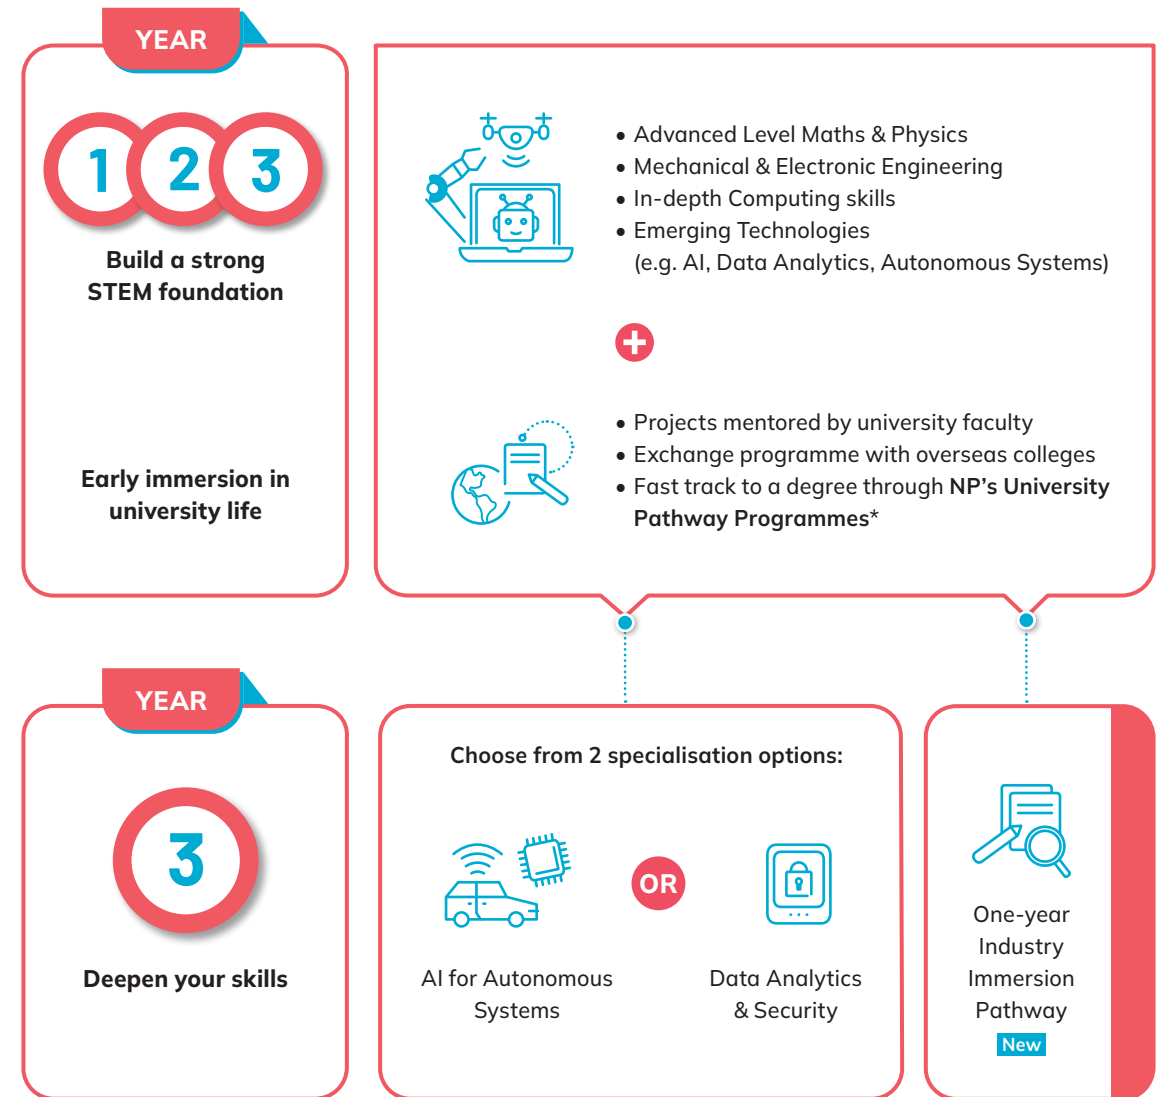 YEAR
1 2 3
Build a strong
STEM foundation
• Advanced Level Maths & Physics
• Mechanical & Electronic Engineering
• In-depth Computing skills
• Emerging Technologies
(e.g. AI, Data Analytics, Autonomous Systems)
+
Early immersion in
university life
• Projects mentored by university faculty
• Exchange programme with overseas colleges
• Fast track to a degree through NP’s University
Pathway Programmes*
YEAR
3
Deepen your skills
Choose from 2 specialisation options:
AI for Autonomous
Systems
OR
Data Analytics
& Security
One-year
Industry
Immersion
Pathway
New